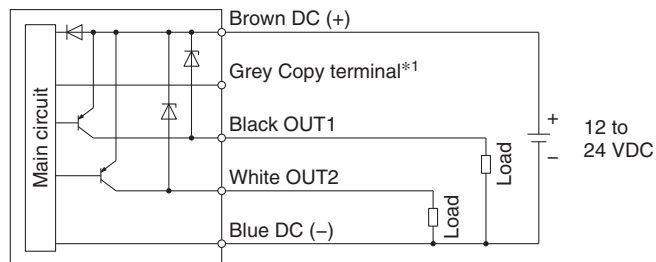 Brown DC (+)
Grey Copy terminal*1
Main circuit
Black OUT1
White OUT2
Blue DC (−)
Load
Load
+
−
12 to
24 VDC